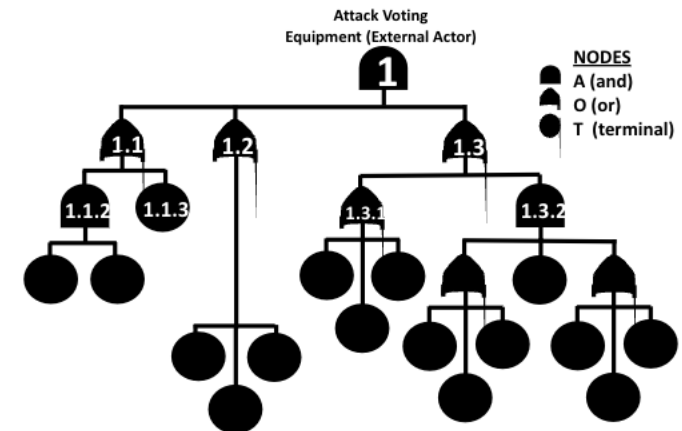 Attack Voting
Equipment (External Actor)
1
NODES
A (and)
O (or)
T (terminal)
1.1
1.2
1.3
1.1.2
1.1.3
1.3.1
1.3.2